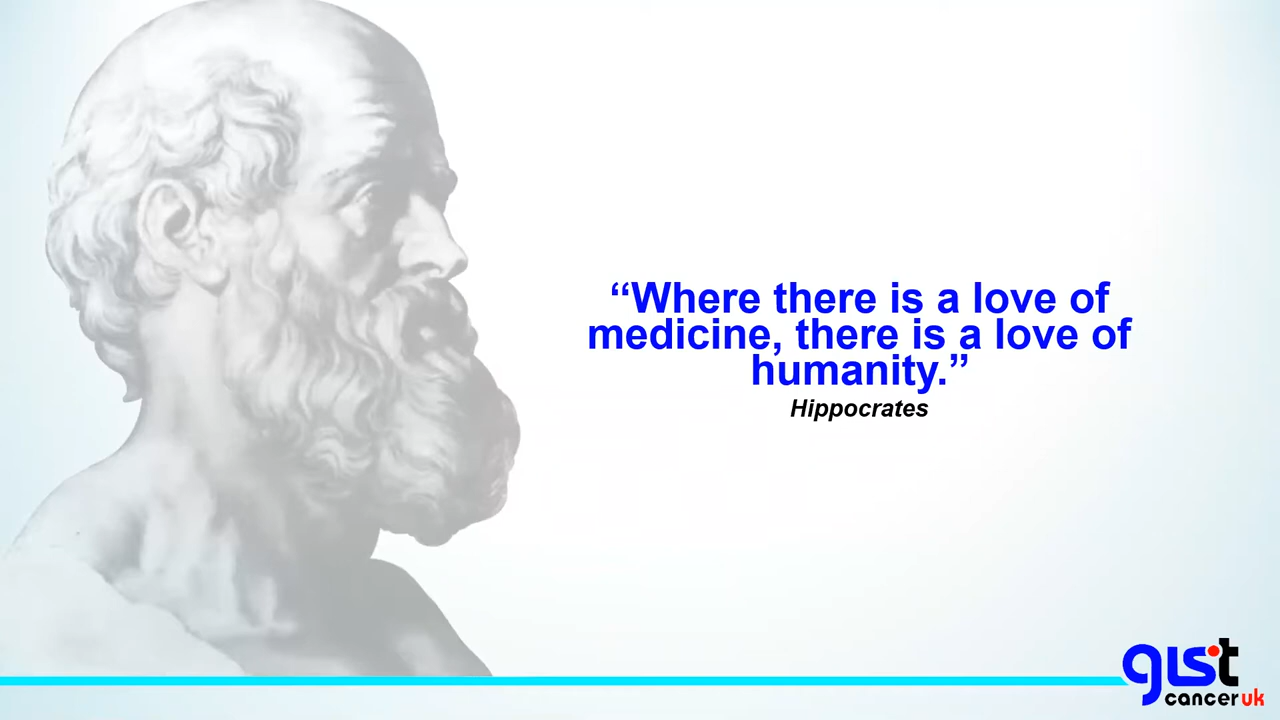 “Where there is a love of
medicine, there is a love of
humanity.”
Hippocrates
gist
cancer uk